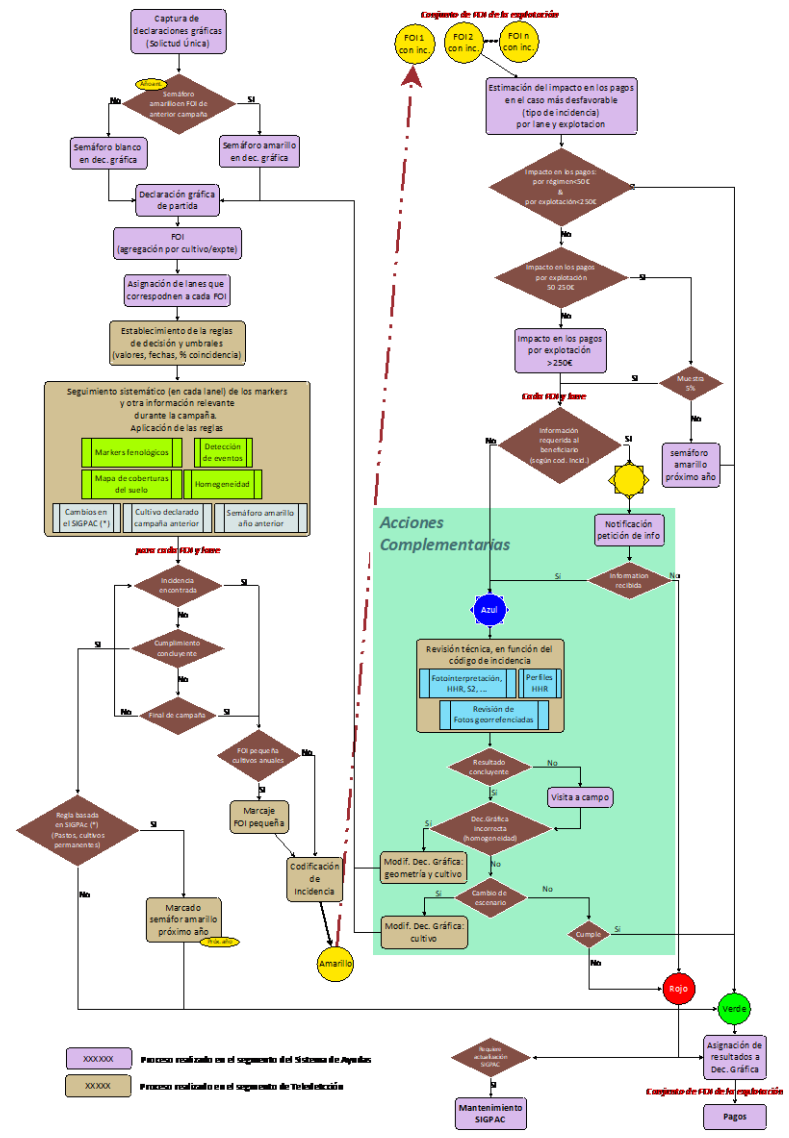 Captura de
declaraciones gráficas
(Solictud Única)
Año ant.
Semáforo
amarillo en FOI de
anterior campaña
No
SI
Semáforo blanco
en dec. gráfica
Semáforo amarillo
en dec. gráfica
Declaración gráfica
de partida
FOI
(agregación por cultivo/expte)
Asignación de lanes que
correspodnen a cada FOI
Establecimiento de la reglas
de decisión y umbrales
(valores, fechas, % coincidencia)
Seguimiento sistemático (en cada lanel) de los markers
y otra información relevante
durante la campaña.
Aplicación de las reglas
Markers fenológicos
Detección
de eventos
Mapa de coberturas
del suelo
Homegeneidad
Cambios en
el SIGPAC (*)
Cultivo declarado
campaña anterior
Semáforo amarillo
año anterior
para cada FOI y lane
Incidencia
encontrada
SI
No
Cumplimiento
concluyente
SI
No
Final de campaña
No
SI
FOI pequeña
cultivos anuales
No
SI
Marcaje
FOI pequeña
Codificación
de
Incidencia
Amarillo
Regla basada
en SIGPAc (*)
(Pastos, cultivos
permanentes)
SI
No
Marcado
semáfor amarillo
próximo año
Próx. año
Conjunto de FOI de la explotación
FOI 1
con inc.
FOI 2
con inc.
FOI n
con inc.
Estimación del impacto en los pagos
en el caso más desfavorable
(tipo de incidencia)
por lane y explotacion
Impacto en los pagos:
por régimen<50€
&
por explotación<250€
No
Impacto en los pagos
por explotación
50-250€
SI
No
Impacto en los pagos
por explotación
>250€
Muestra
5%
SI
No
semáforo
amarillo
próximo año
Cada FOI y lane
Información
requerida al
beneficiario
(según cod. Incid.)
No
SI
Notificación
petición de info
Information
recibida
Sí
No
Acciones
Complementarias
Azul
Revisión técnica, en función del
código de incidencia
Fotointerpretación,
HHR, S2, ...
Perfiles
HHR
Revisión de
Fotos georrefenciadas
Resultado
concluyente
No
Sí
Visita a campo
Dec.Gráfica
Incorrecta
(homogeneidad)
Sí
No
Modif. Dec. Gráfica:
geometría y cultivo
Cambio de
escenario
Sí
No
Modif. Dec. Gráfica:
cultivo
Cumple
Sí
No
Rojo
Verde
Requiere
actualización
SIGPAC
SI
Mantenimiento
SIGPAC
Asignación de
resultados a
Dec. Gráfica
Conjunto de FOI de la explotación
Pagos
XXXXXX
Proceso realizado en el segmento del Sistema de Ayudas
XXXXX
Proceso realizado en el segmento de Teledetcción